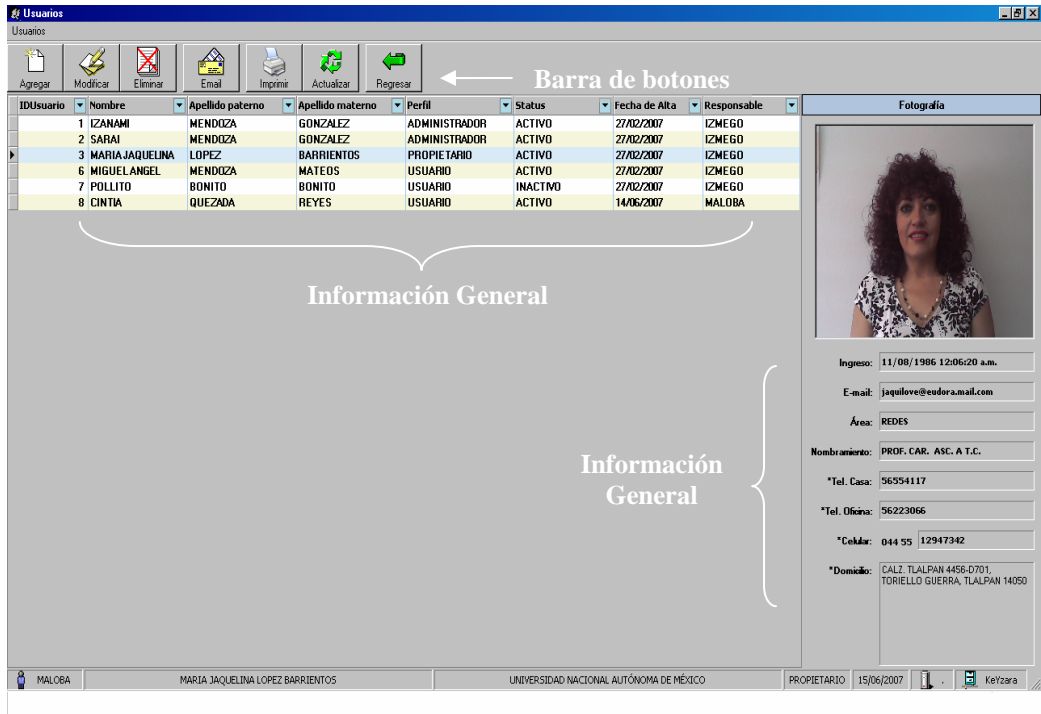 Usuarios
Usuarios
Agregar Modificar Eliminar Email Imprimir Actualizar Regresar
Barra de botones
IDUsuario Nombre Apellido paterno Apellido materno Perfil Status Fecha de Alta Responsable Fotografía
1 IZANAMI MENDOZA GONZALEZ ADMINISTRADOR ACTIVO 27/02/2007 IZMEGO
2 SARAI MENDOZA GONZALEZ ADMINISTRADOR ACTIVO 27/02/2007 IZMEGO
3 MARIA JAQUELINA LOPEZ BARRIENTOS PROPIETARIO ACTIVO 27/02/2007 IZMEGO
6 MIGUEL ANGEL MENDOZA MATEOS USUARIO ACTIVO 27/02/2007 IZMEGO
7 POLLITO BONITO BONITO USUARIO INACTIVO 27/02/2007 IZMEGO
8 CINTIA QUEZADA REYES USUARIO ACTIVO 14/06/2007 MALOBA
Información General
Ingreso: 11/08/1986 12:06:20 a.m.
E-mail: jaquilove@eudora.mail.com
Área: REDES
Nombramiento: PROF. CAR. ASC. A T.C.
Información
General
*Tel. Casa: 56554117
*Tel. Oficina: 56223066
*Celular: 044 55 12947342
*Domicilio: CALZ. TLALPAN 4456-D701,
TORIELLO GUERRA, TLALPAN 14050
MALOBA MARIA JAQUELINA LOPEZ BARRIENTOS UNIVERSIDAD NACIONAL AUTÓNOMA DE MÉXICO PROPIETARIO 15/06/2007 . KeYzara